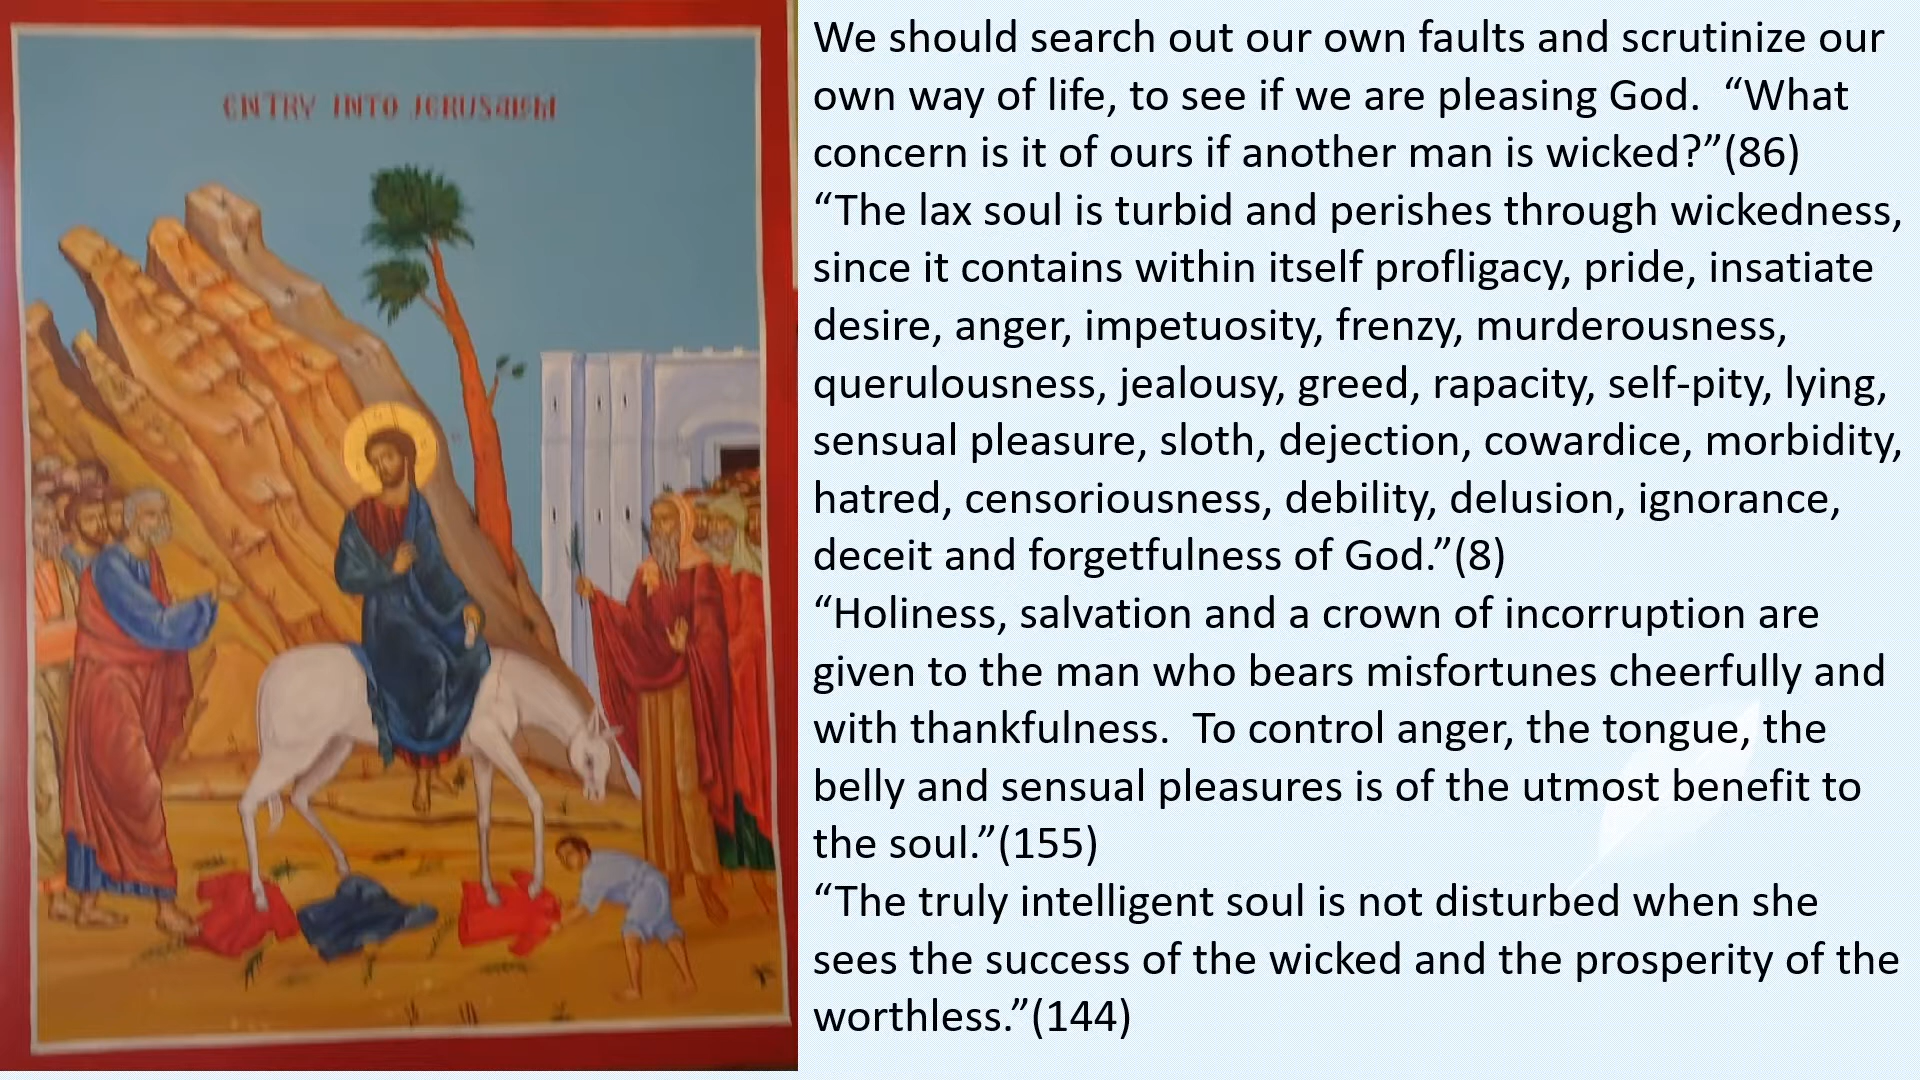 ENTRY INTO JERUSALEM
We should search out our own faults and scrutinize our
own way of life, to see if we are pleasing God.  “What
concern is it of ours if another man is wicked?”(86)
“The lax soul is turbid and perishes through wickedness,
since it contains within itself profligacy, pride, insatiate
desire, anger, impetuosity, frenzy, murderousness,
querulousness, jealousy, greed, rapacity, self-pity, lying,
sensual pleasure, sloth, dejection, cowardice, morbidity,
hatred, censoriousness, debility, delusion, ignorance,
deceit and forgetfulness of God.”(8)
“Holiness, salvation and a crown of incorruption are
given to the man who bears misfortunes cheerfully and
with thankfulness.  To control anger, the tongue, the
belly and sensual pleasures is of the utmost benefit to
the soul.”(155)
“The truly intelligent soul is not disturbed when she
sees the success of the wicked and the prosperity of the
worthless.”(144)